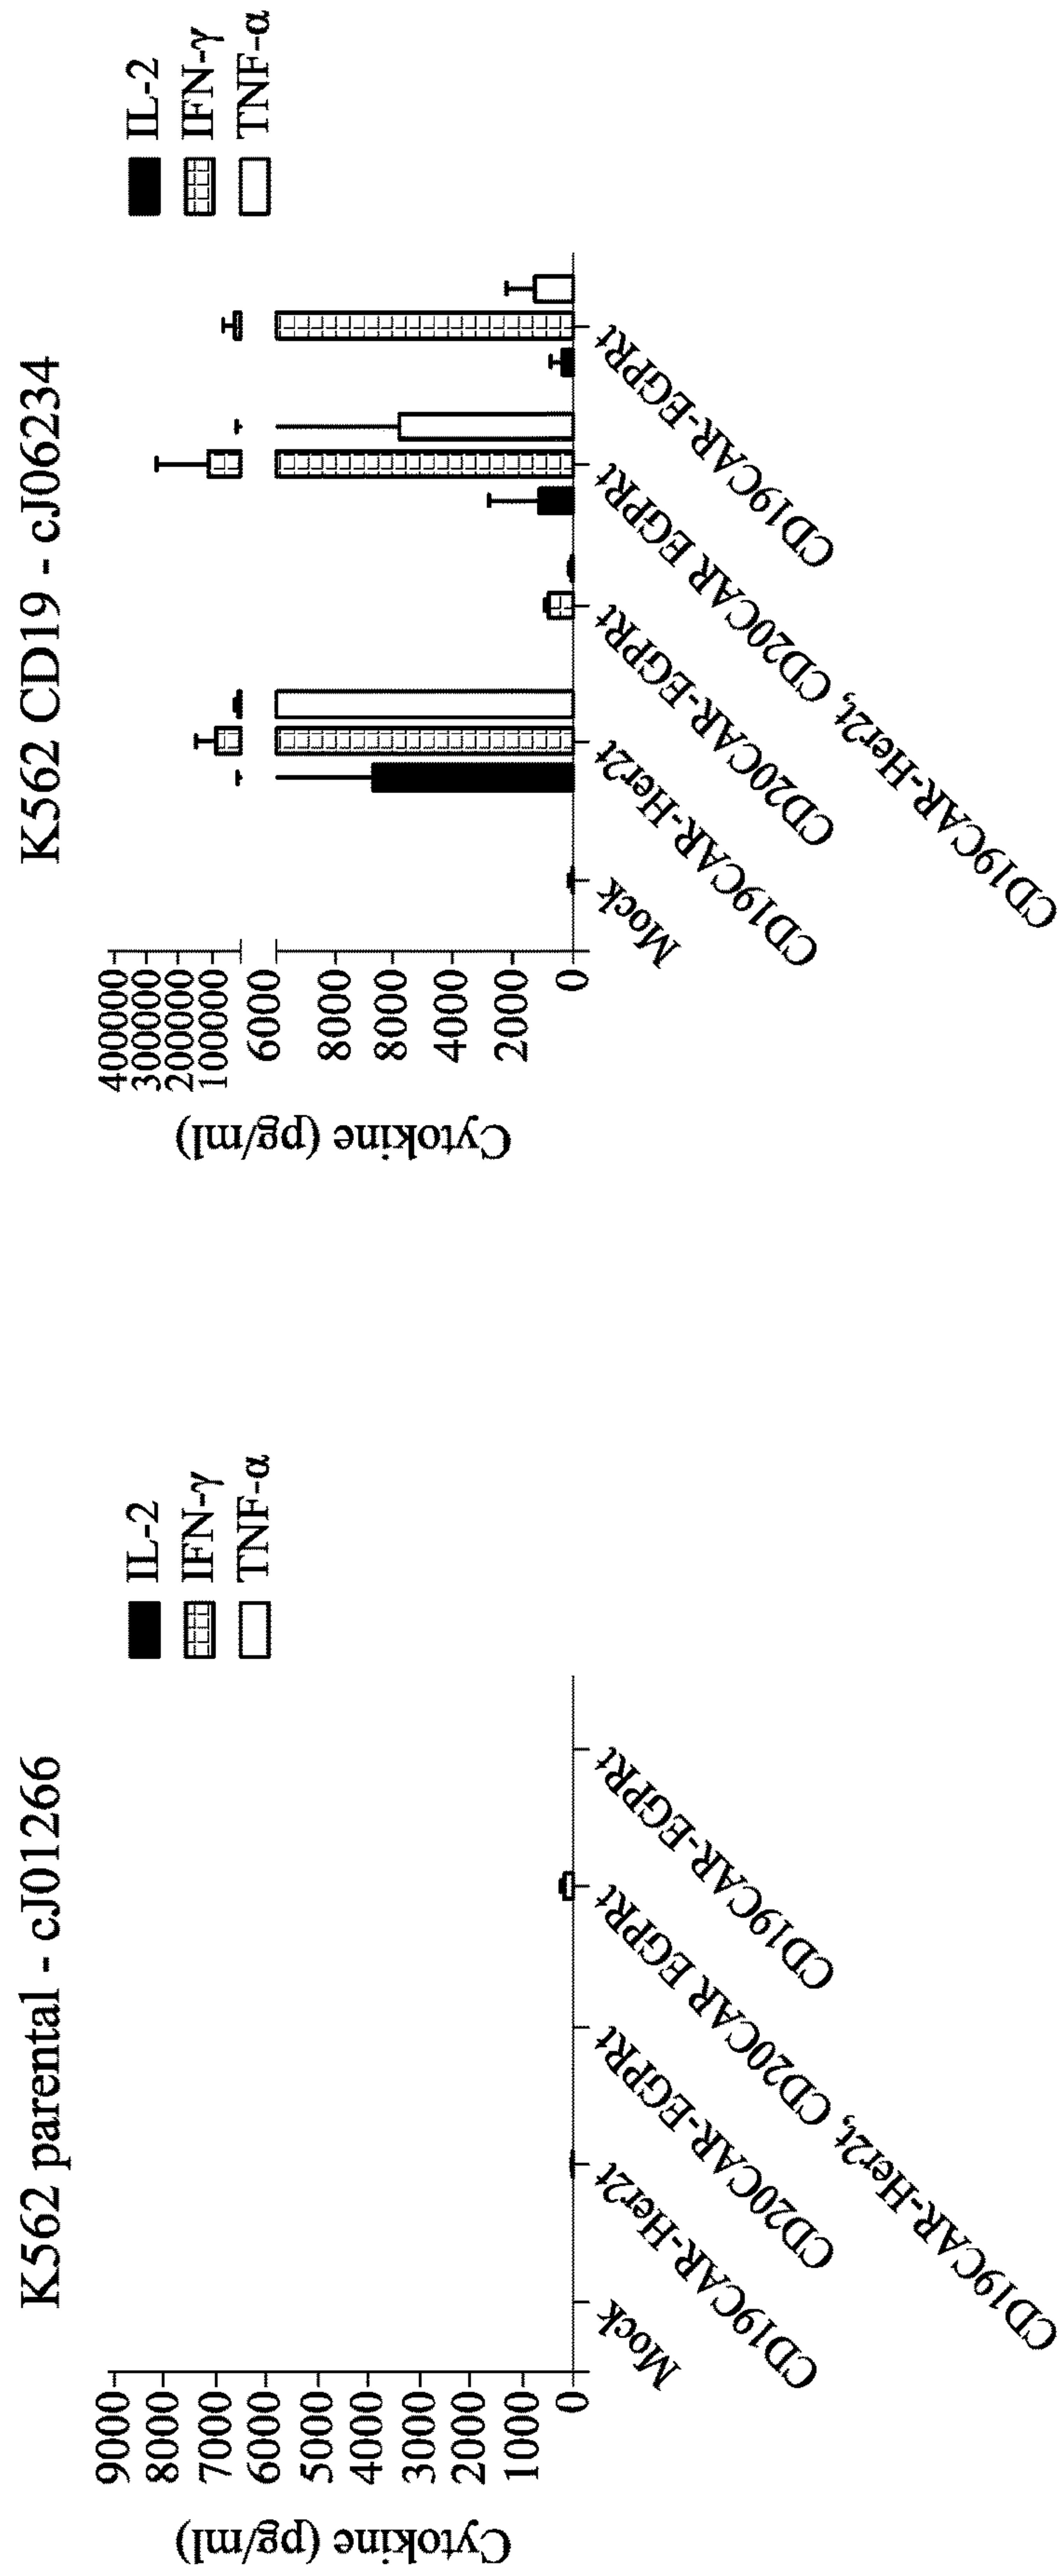 K562 parental - cJ01266
IL-2
IFN-γ
TNF-α
Cytokine (pg/ml)
9000
8000
7000
6000
5000
4000
3000
2000
1000
0
Mock
CD19CAR-Her2t
CD20CAR-EGPRt
CD19CAR-Her2t, CD20CAR EGPRt
CD19CAR-EGPRt
K562 CD19 - cJ06234
IL-2
IFN-γ
TNF-α
Cytokine (pg/ml)
400000
300000
200000
100000
6000
8000
8000
4000
2000
0
Mock
CD19CAR-Her2t
CD20CAR-EGPRt
CD19CAR-Her2t, CD20CAR EGPRt
CD19CAR-EGPRt